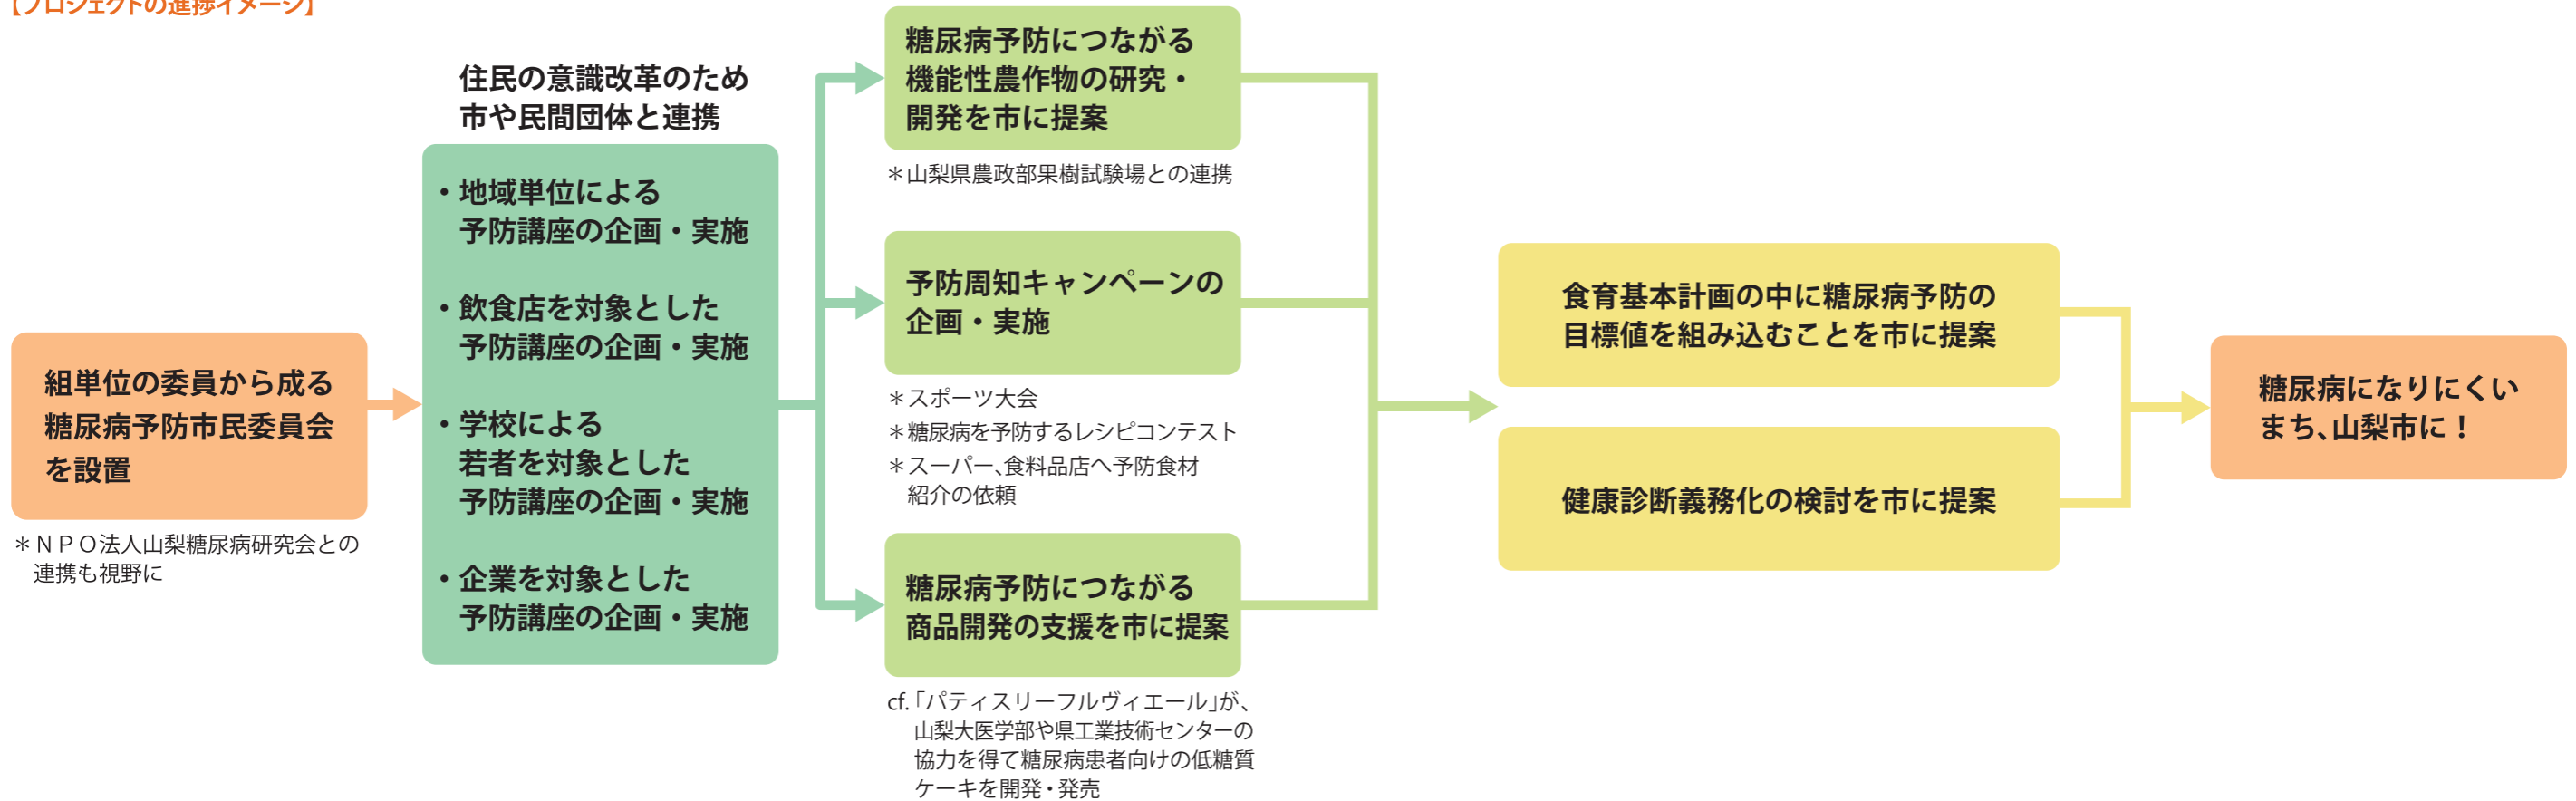 【プロジェクトの進捗イメージ】
組単位の委員から成る
糖尿病予防市民委員会
を設置
＊ＮＰＯ法人山梨糖尿病研究会との
連携も視野に
住民の意識改革のため
市や民間団体と連携
・地域単位による
予防講座の企画・実施
・飲食店を対象とした
予防講座の企画・実施
・学校による
若者を対象とした
予防講座の企画・実施
・企業を対象とした
予防講座の企画・実施
糖尿病予防につながる
機能性農作物の研究・
開発を市に提案
＊山梨県農政部果樹試験場との連携
予防周知キャンペーンの
企画・実施
＊スポーツ大会
＊糖尿病を予防するレシピコンテスト
＊スーパー、食料品店へ予防食材
紹介の依頼
糖尿病予防につながる
商品開発の支援を市に提案
cf.「パティスリーフルヴィエール」が、
山梨大医学部や県工業技術センターの
協力を得て糖尿病患者向けの低糖質
ケーキを開発・発売
食育基本計画の中に糖尿病予防の
目標値を組み込むことを市に提案
健康診断義務化の検討を市に提案
糖尿病になりにくい
まち、山梨市に！